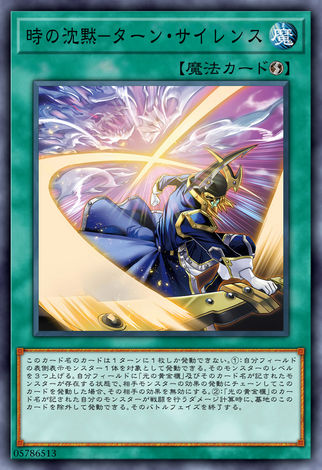 時の沈黙−ターン・サイレンス
魔
【魔法カード】
このカード名のカードは1ターンに1枚しか発動できない。①:自分フィールド
の表側表示モンスター1体を対象として発動できる。そのモンスターのレベル
を3つ上げる。自分フィールドに「光の黄金櫃」及びそのカード名が記されたモ
ンスターが存在する状態で、相手モンスターの効果の発動にチェーンしてこの
カードを発動した場合、その相手の効果を無効にする。②:「光の黄金櫃」のカ
ード名が記された自分のモンスターが戦闘を行うダメージ計算時に、墓地のこ
のカードを除外して発動できる。そのバトルフェイズを終了する。
05786513